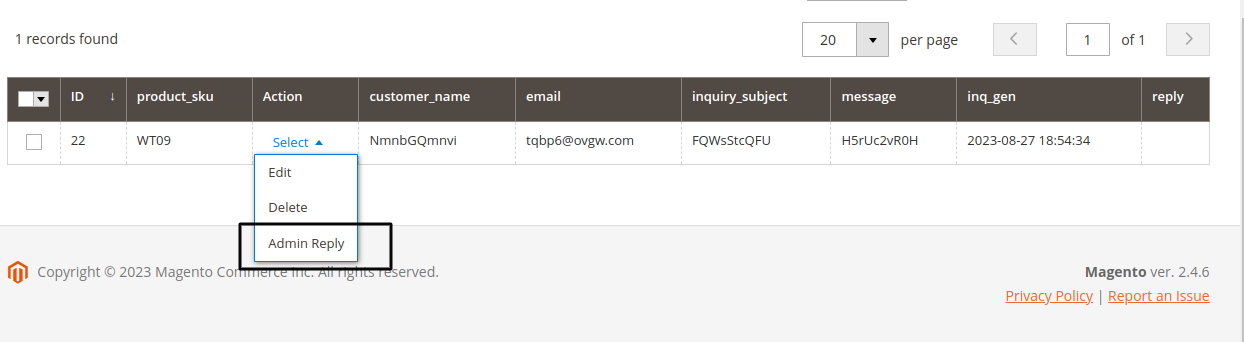 1 records found
20 per page 1 of 1
ID ↓ product_sku Action customer_name email inquiry_subject message inq_gen reply
22 WT09 Select NmnbGQmnvi tqbp6@ovgw.com FQWsStcQFU H5rUc2vR0H 2023-08-27 18:54:34
Edit
Delete
Admin Reply
Copyright © 2023 Magento Commerce Inc. All rights reserved.
Magento ver. 2.4.6
Privacy Policy | Report an Issue